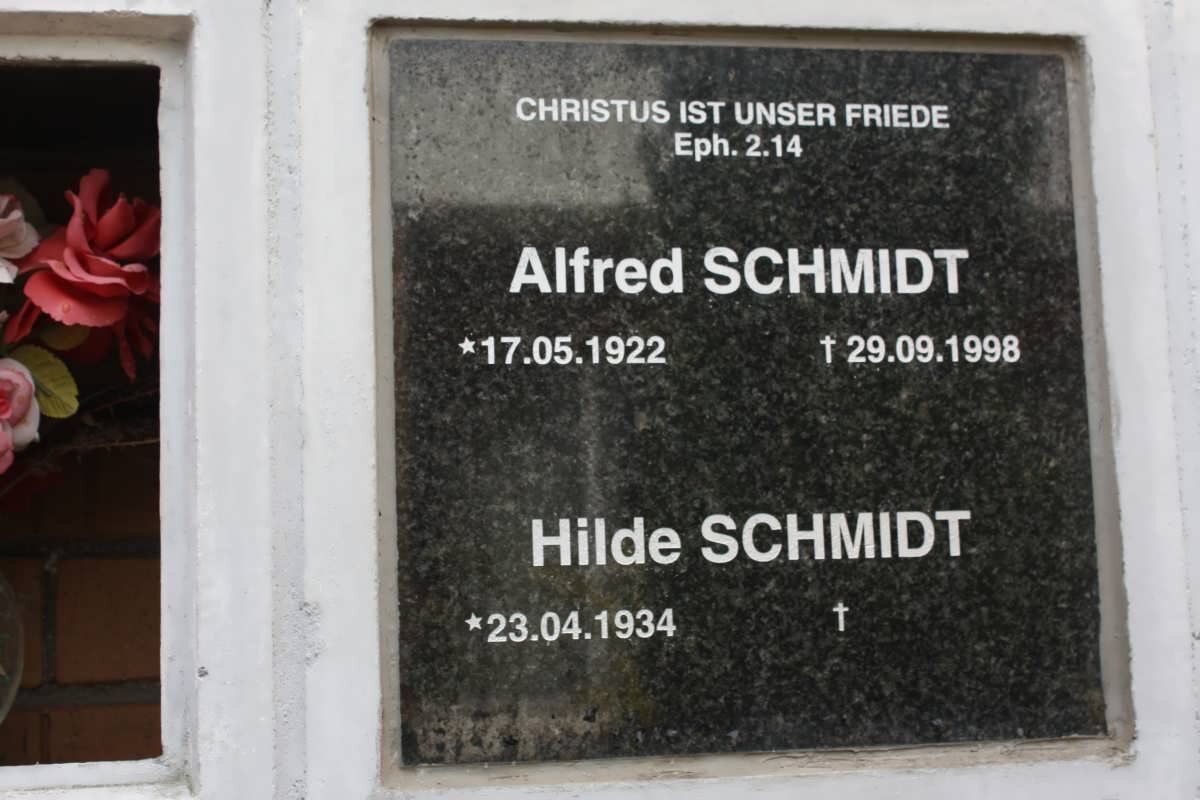 CHRISTUS IST UNSER FRIEDE
Eph. 2.14
Alfred SCHMIDT
*17.05.1922 † 29.09.1998
Hilde SCHMIDT
*23.04.1934 †